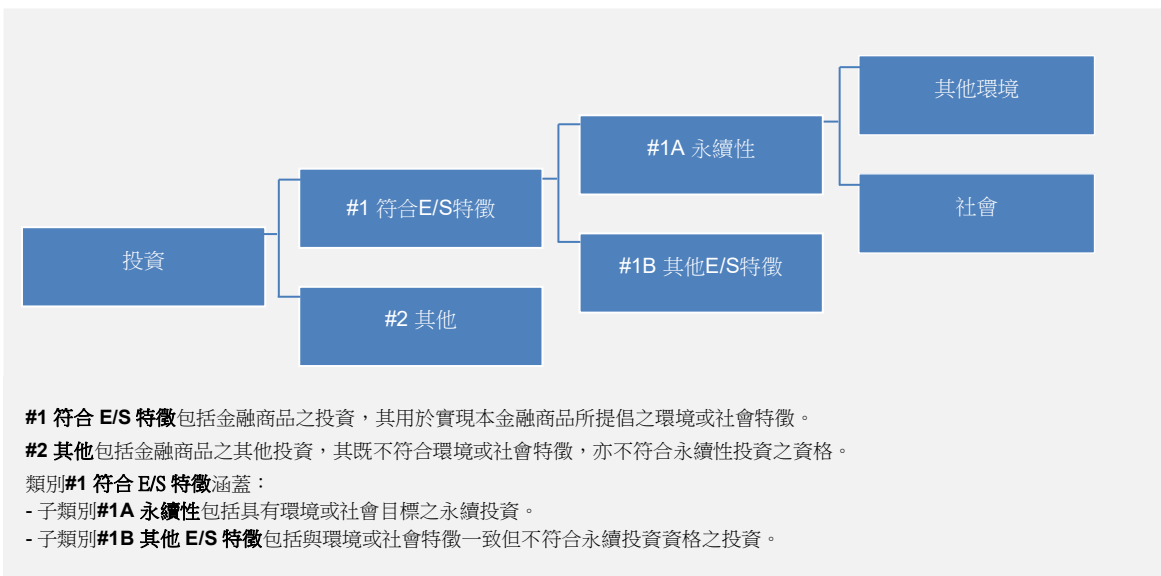 其他環境
#1A 永續性
#1 符合E/S特徵
社會
投資
#1B 其他E/S特徵
#2 其他
#1 符合 E/S 特徵包括金融商品之投資，其用於實現本金融商品所提倡之環境或社會特徵。
#2 其他包括金融商品之其他投資，其既不符合環境或社會特徵，亦不符合永續性投資之資格。
類別#1 符合 E/S 特徵涵蓋：
- 子類別#1A 永續性包括具有環境或社會目標之永續投資。
- 子類別#1B 其他 E/S 特徵包括與環境或社會特徵一致但不符合永續投資資格之投資。